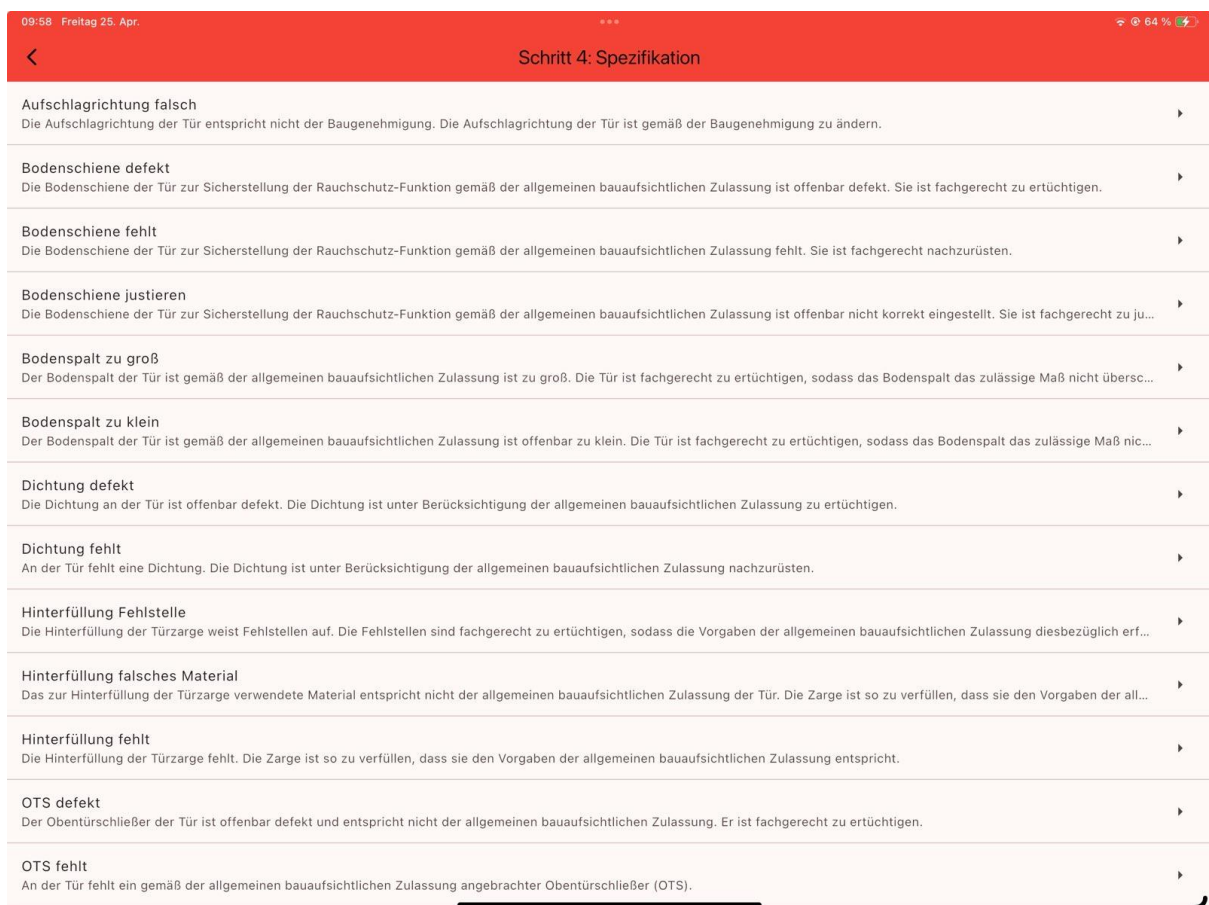 09:58 Freitag 25. Apr.
64 %
Schritt 4: Spezifikation
Aufschlagrichtung falsch
Die Aufschlagrichtung der Tür entspricht nicht der Baugenehmigung. Die Aufschlagrichtung der Tür ist gemäß der Baugenehmigung zu ändern.
Bodenschiene defekt
Die Bodenschiene der Tür zur Sicherstellung der Rauchschutz-Funktion gemäß der allgemeinen bauaufsichtlichen Zulassung ist offenbar defekt. Sie ist fachgerecht zu ertüchtigen.
Bodenschiene fehlt
Die Bodenschiene der Tür zur Sicherstellung der Rauchschutz-Funktion gemäß der allgemeinen bauaufsichtlichen Zulassung fehlt. Sie ist fachgerecht nachzurüsten.
Bodenschiene justieren
Die Bodenschiene der Tür zur Sicherstellung der Rauchschutz-Funktion gemäß der allgemeinen bauaufsichtlichen Zulassung ist offenbar nicht korrekt eingestellt. Sie ist fachgerecht zu ju...
Bodenspalt zu groß
Der Bodenspalt der Tür ist gemäß der allgemeinen bauaufsichtlichen Zulassung ist zu groß. Die Tür ist fachgerecht zu ertüchtigen, sodass das Bodenspalt das zulässige Maß nicht übersc...
Bodenspalt zu klein
Der Bodenspalt der Tür ist gemäß der allgemeinen bauaufsichtlichen Zulassung ist offenbar zu klein. Die Tür ist fachgerecht zu ertüchtigen, sodass das Bodenspalt das zulässige Maß nic...
Dichtung defekt
Die Dichtung an der Tür ist offenbar defekt. Die Dichtung ist unter Berücksichtigung der allgemeinen bauaufsichtlichen Zulassung zu ertüchtigen.
Dichtung fehlt
An der Tür fehlt eine Dichtung. Die Dichtung ist unter Berücksichtigung der allgemeinen bauaufsichtlichen Zulassung nachzurüsten.
Hinterfüllung Fehlstelle
Die Hinterfüllung der Türzarge weist Fehlstellen auf. Die Fehlstellen sind fachgerecht zu ertüchtigen, sodass die Vorgaben der allgemeinen bauaufsichtlichen Zulassung diesbezüglich erf...
Hinterfüllung falsches Material
Das zur Hinterfüllung der Türzarge verwendete Material entspricht nicht der allgemeinen bauaufsichtlichen Zulassung der Tür. Die Zarge ist so zu verfüllen, dass sie den Vorgaben der all...
Hinterfüllung fehlt
Die Hinterfüllung der Türzarge fehlt. Die Zarge ist so zu verfüllen, dass sie den Vorgaben der allgemeinen bauaufsichtlichen Zulassung entspricht.
OTS defekt
Der Obentürschließer der Tür ist offenbar defekt und entspricht nicht der allgemeinen bauaufsichtlichen Zulassung. Er ist fachgerecht zu ertüchtigen.
OTS fehlt
An der Tür fehlt ein gemäß der allgemeinen bauaufsichtlichen Zulassung angebrachter Obentürschließer (OTS).